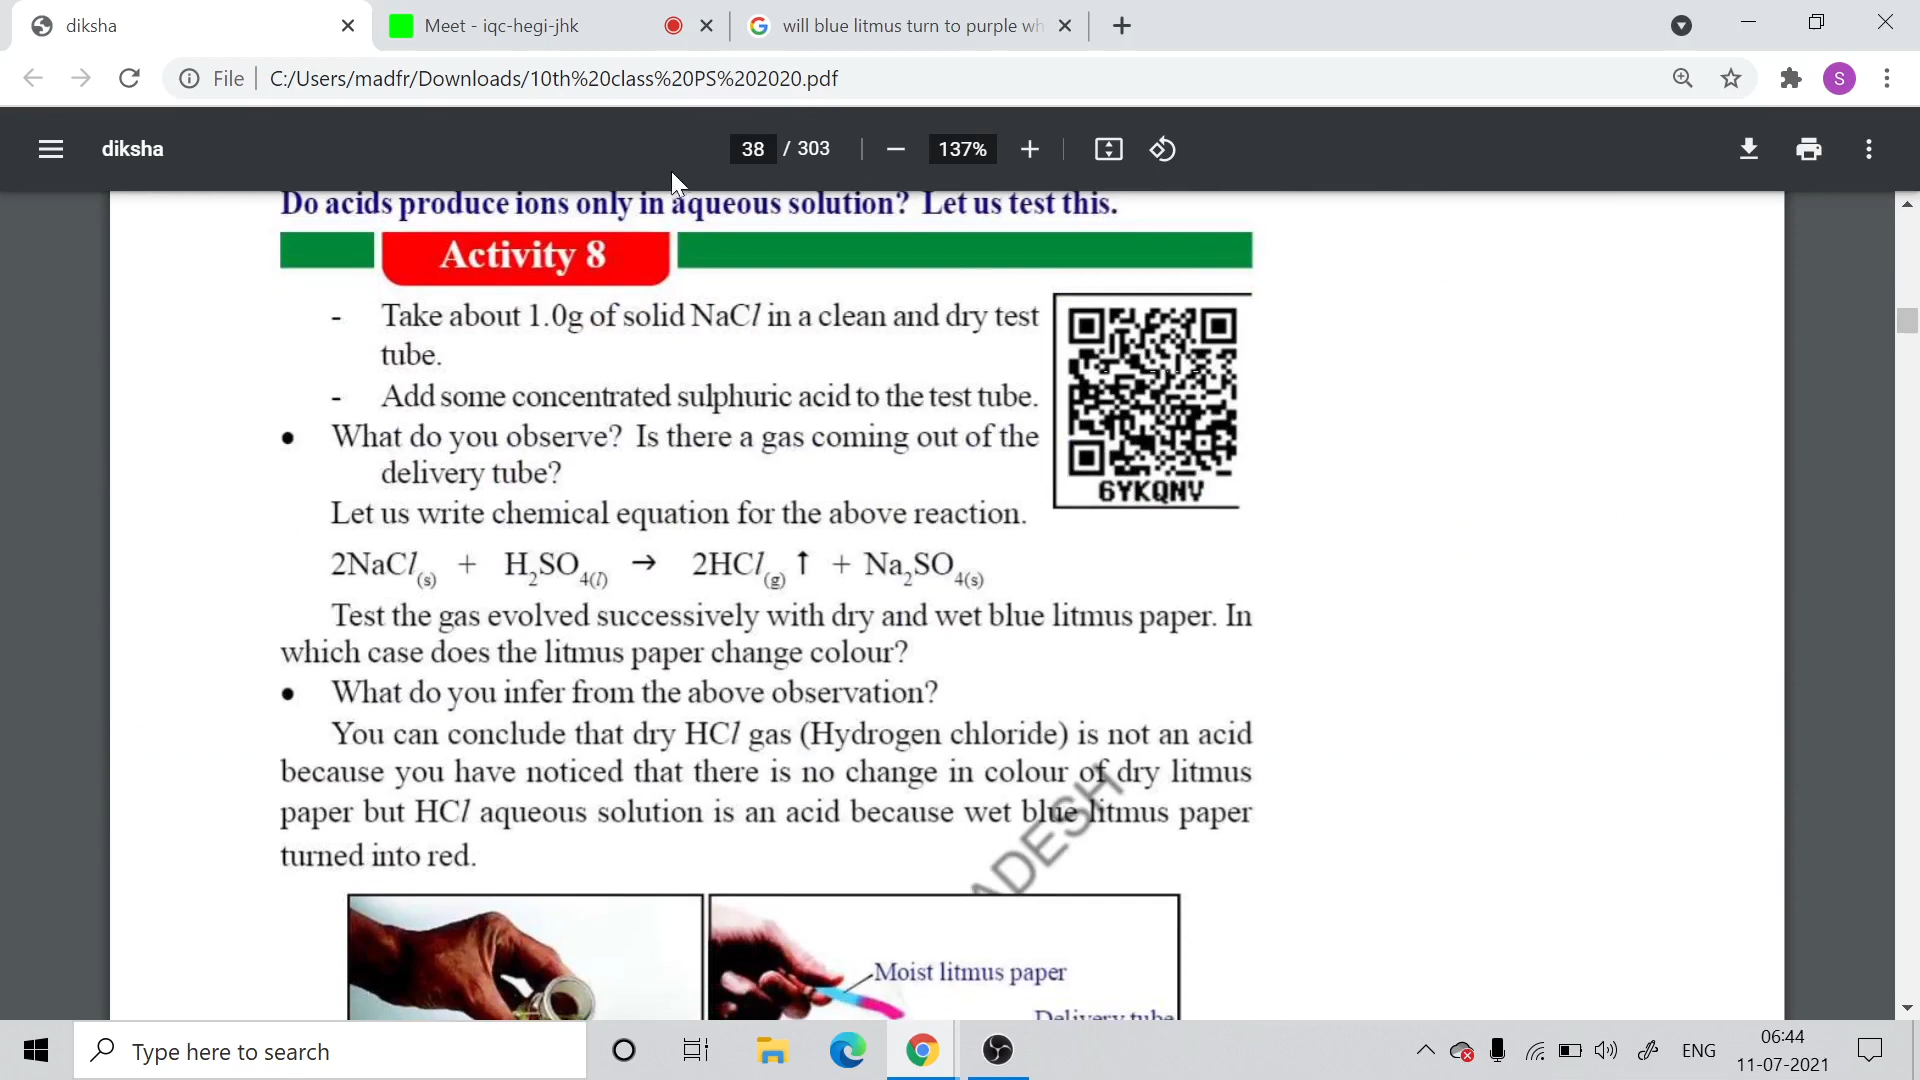 diksha
Meet - iqc-hegi-jhk
will blue litmus turn to purple wh
File
C:/Users/madfr/Downloads/10th%20class%20PS%202020.pdf
S
diksha
38 / 303
137%
Do acids produce ions only in aqueous solution? Let us test this.
Activity 8
- Take about 1.0g of solid NaCl in a clean and dry test
tube.
- Add some concentrated sulphuric acid to the test tube.
• What do you observe? Is there a gas coming out of the
delivery tube?
6YKQNV
Let us write chemical equation for the above reaction.
2NaCl(s) + H2SO4(l) → 2HCl(g) ↑ + Na2SO4(s)
Test the gas evolved successively with dry and wet blue litmus paper. In
which case does the litmus paper change colour?
• What do you infer from the above observation?
You can conclude that dry HCl gas (Hydrogen chloride) is not an acid
because you have noticed that there is no change in colour of dry litmus
paper but HCl aqueous solution is an acid because wet blue litmus paper
turned into red.
ADESH
Moist litmus paper
Delivery tube
Type here to search
ENG
06:44
11-07-2021